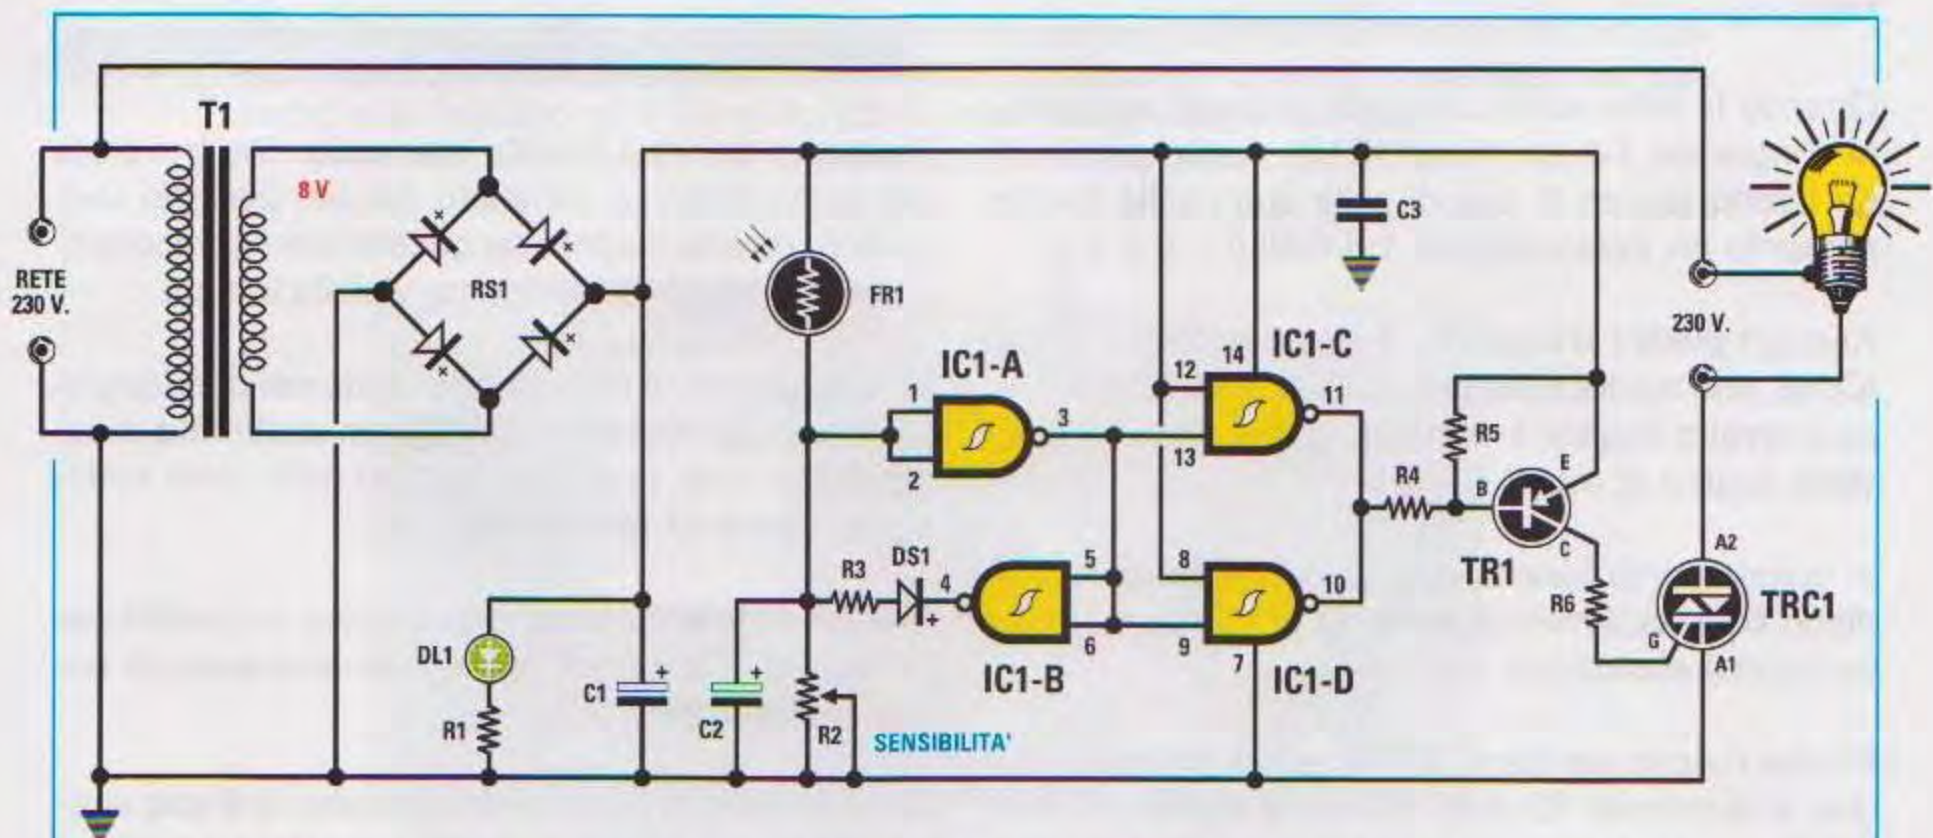 T1
8 V
RETE
230 V.
RS1
FR1
C3
230 V.
IC1-A
1
2
3
IC1-C
12
14
11
13
R5
R4
B
E
C
TR1
R3
DS1
4
+
5
6
IC1-B
8
9
10
7
IC1-D
R6
G
A2
A1
TRC1
DL1
R1
C1
+
C2
+
R2
SENSIBILITA'